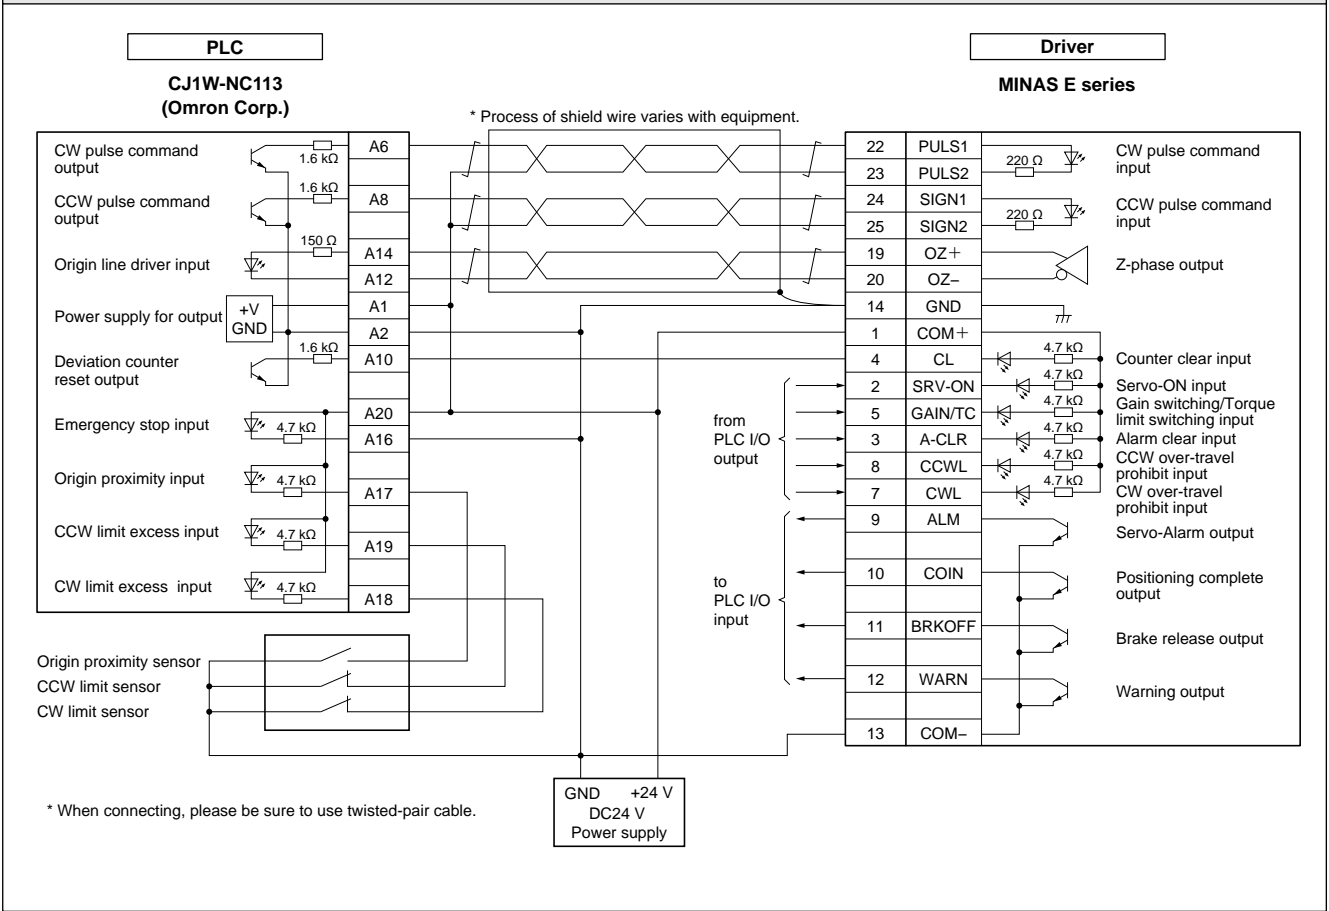 PLC
CJ1W-NC113
(Omron Corp.)
Driver
MINAS E series
* Process of shield wire varies with equipment.
CW pulse command
output
1.6 kΩ
A6
CCW pulse command
output
1.6 kΩ
A8
Origin line driver input
150 Ω
A14
A12
Power supply for output
+V
GND
A1
A2
Deviation counter
reset output
1.6 kΩ
A10
Emergency stop input
4.7 kΩ
A20
A16
Origin proximity input
4.7 kΩ
A17
CCW limit excess input
4.7 kΩ
A19
CW limit excess input
4.7 kΩ
A18
Origin proximity sensor
CCW limit sensor
CW limit sensor
22 PULS1
23 PULS2
220 Ω
CW pulse command
input
24 SIGN1
25 SIGN2
220 Ω
CCW pulse command
input
19 OZ+
20 OZ−
Z-phase output
14 GND
1 COM+
4 CL
4.7 kΩ
Counter clear input
2 SRV-ON
4.7 kΩ
Servo-ON input
5 GAIN/TC
4.7 kΩ
Gain switching/Torque
limit switching input
3 A-CLR
4.7 kΩ
Alarm clear input
8 CCWL
4.7 kΩ
CCW over-travel
prohibit input
7 CWL
4.7 kΩ
CW over-travel
prohibit input
from
PLC I/O
output
9 ALM
Servo-Alarm output
10 COIN
Positioning complete
output
11 BRKOFF
Brake release output
12 WARN
Warning output
13 COM−
to
PLC I/O
input
GND +24 V
DC24 V
Power supply
* When connecting, please be sure to use twisted-pair cable.